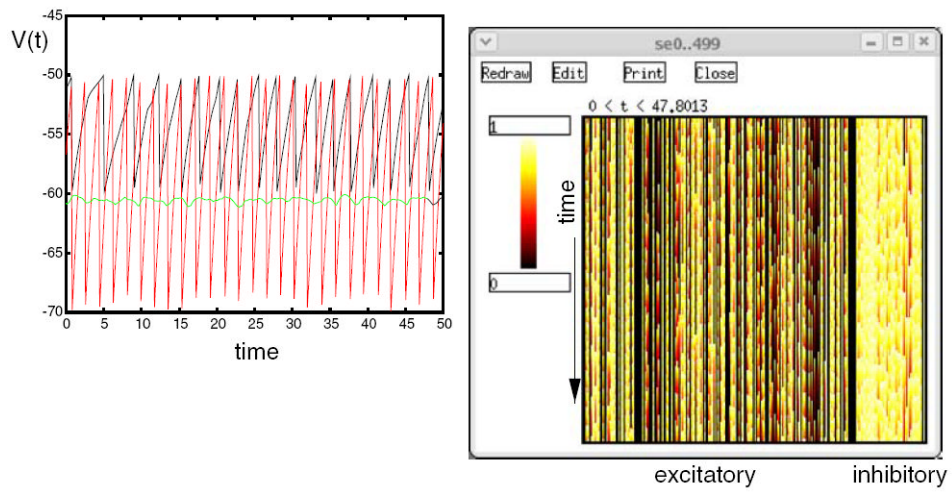 -45
V(t)
-50
-55
-60
-65
-70
0 5 10 15 20 25 30 35 40 45 50
time
se0..499
Redraw Edit Print Close
0 < t < 47.8013
1
0
time
excitatory inhibitory